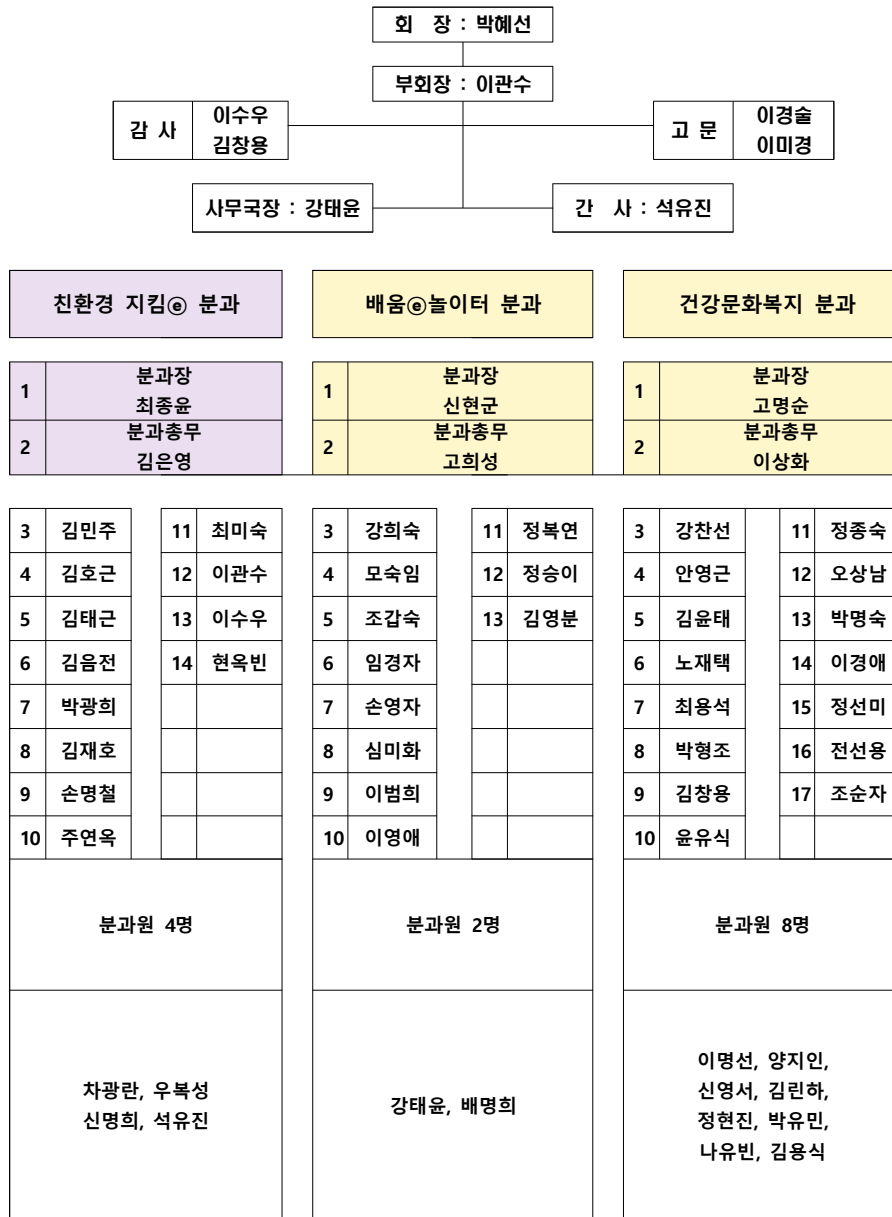 회 장 : 박혜선
부회장 : 이관수
감 사
이수우
김창용
고 문
이경술
이미경
사무국장 : 강태윤
간 사 : 석유진
친환경 지킴ⓔ 분과
1
분과장
최종윤
2
분과총무
김은영
3 김민주 11 최미숙
4 김호근 12 이관수
5 김태근 13 이수우
6 김음전 14 현옥빈
7 박광희
8 김재호
9 손명철
10 주연옥
분과원 4명
차광란, 우복성
신명희, 석유진
배움ⓔ놀이터 분과
1
분과장
신현군
2
분과총무
고희성
3 강희숙 11 정복연
4 모숙임 12 정승이
5 조갑숙 13 김영분
6 임경자
7 손영자
8 심미화
9 이범희
10 이영애
분과원 2명
강태윤, 배명희
건강문화복지 분과
1
분과장
고명순
2
분과총무
이상화
3 강찬선 11 정종숙
4 안영근 12 오상남
5 김윤태 13 박명숙
6 노재택 14 이경애
7 최용석 15 정선미
8 박형조 16 전선용
9 김창용 17 조순자
10 윤유식
분과원 8명
이명선, 양지인,
신영서, 김린하,
정현진, 박유민,
나유빈, 김용식